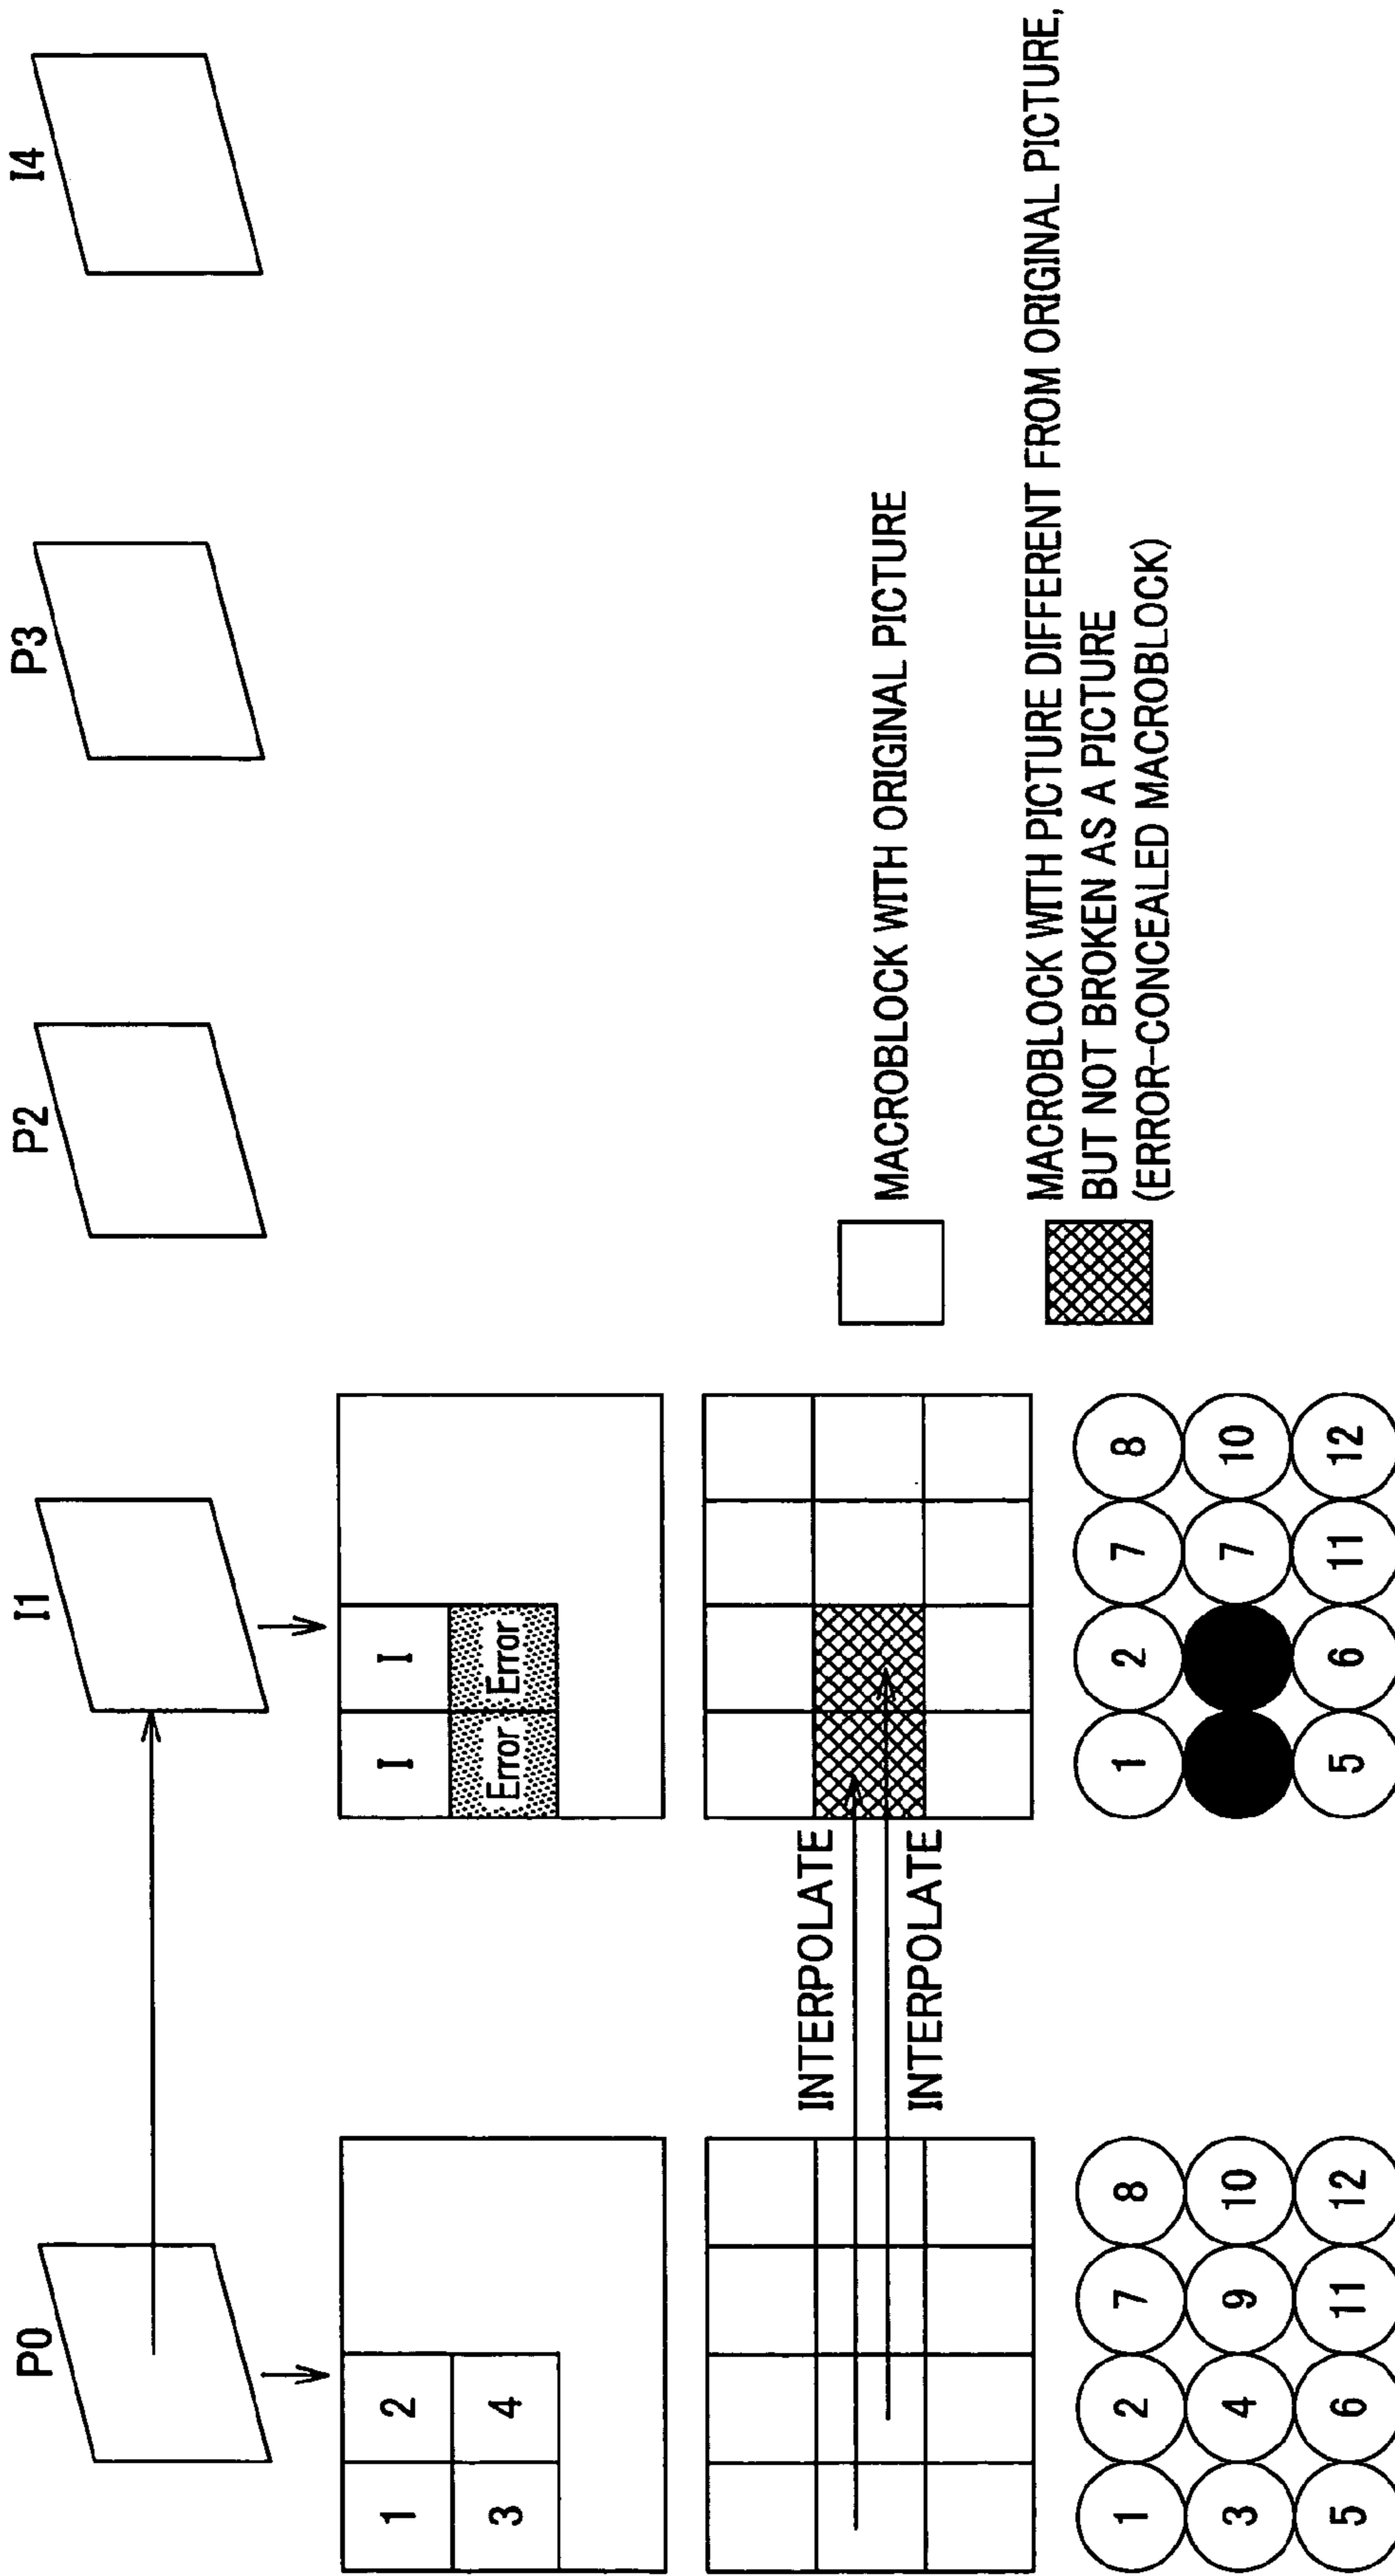 P0 I1 P2 P3 I4
1 2 I I
3 4 Error Error
INTERPOLATE
INTERPOLATE
MACROBLOCK WITH ORIGINAL PICTURE
MACROBLOCK WITH PICTURE DIFFERENT FROM ORIGINAL PICTURE,
BUT NOT BROKEN AS A PICTURE
(ERROR-CONCEALED MACROBLOCK)
1 2 7 8 1 2 7 8
3 4 9 10 7 10
5 6 11 12 5 6 11 12